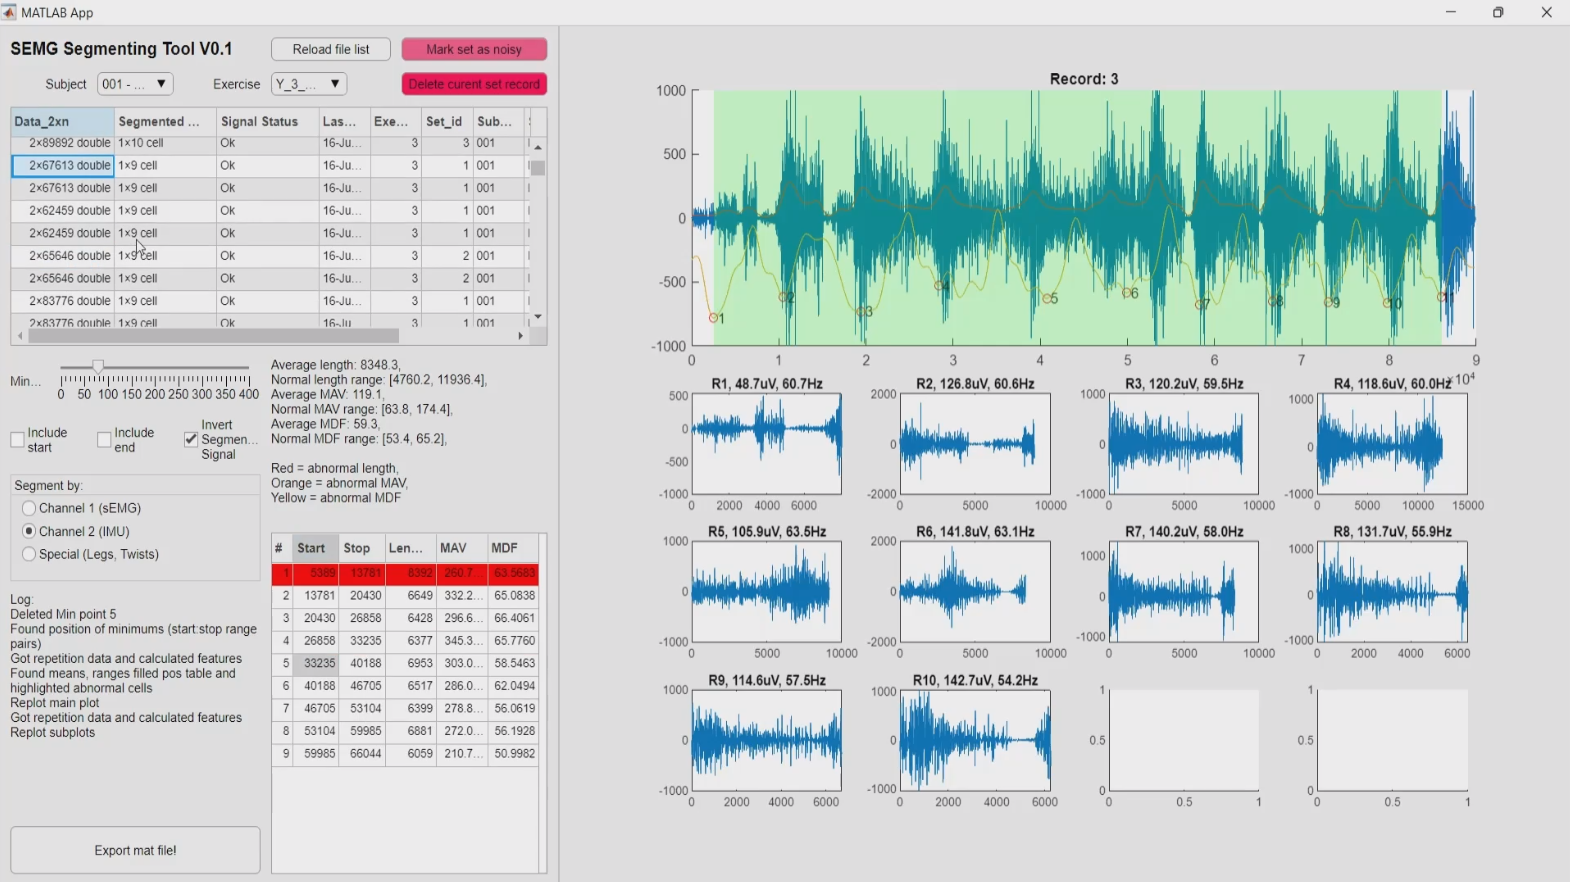 MATLAB App
SEMG Segmenting Tool V0.1
Reload file list
Mark set as noisy
Subject
001 - ...
Exercise
Y_3_...
Delete curent set record
Data_2xn Segmented ... Signal Status Las... Exe... Set_id Sub...
2×89892 double 1×10 cell Ok 16-Ju... 3 3 001
2×67613 double 1×9 cell Ok 16-Ju... 3 1 001
2×67613 double 1×9 cell Ok 16-Ju... 3 1 001
2×62459 double 1×9 cell Ok 16-Ju... 3 1 001
2×62459 double 1×9 cell Ok 16-Ju... 3 1 001
2×65646 double 1×9 cell Ok 16-Ju... 3 2 001
2×65646 double 1×9 cell Ok 16-Ju... 3 2 001
2×83776 double 1×9 cell Ok 16-Ju... 3 1 001
2×83776 double 1×9 cell Ok 16-Ju 3 1 001
Min...
0 50 100 150 200 250 300 350 400
Include
start
Include
end
Invert
Segmen...
Signal
Average length: 8348.3,
Normal length range: [4760.2, 11936.4],
Average MAV: 119.1,
Normal MAV range: [63.8, 174.4],
Average MDF: 59.3,
Normal MDF range: [53.4, 65.2],
Red = abnormal length,
Orange = abnormal MAV,
Yellow = abnormal MDF
Segment by:
Channel 1 (sEMG)
Channel 2 (IMU)
Special (Legs, Twists)
Log:
Deleted Min point 5
Found position of minimums (start:stop range
pairs)
Got repetition data and calculated features
Found means, ranges filled pos table and
highlighted abnormal cells
Replot main plot
Got repetition data and calculated features
Replot subplots
Export mat file!
# Start Stop Len... MAV MDF
1 5389 13781 8392 260.7... 63.5683
2 13781 20430 6649 332.2... 65.0838
3 20430 26858 6428 296.6... 66.4061
4 26858 33235 6377 345.3... 65.7760
5 33235 40188 6953 303.0... 58.5463
6 40188 46705 6517 286.0... 62.0494
7 46705 53104 6399 278.8... 56.0619
8 53104 59985 6881 272.0... 56.1928
9 59985 66044 6059 210.7... 50.9982
Record: 3
1000
500
0
-500
-1000
1 2 3 4 5 6 7 8 9 10 11
0 1 2 3 4 5 6 7 8 9
×10⁴
R1, 48.7uV, 60.7Hz
500
0
-500
-1000
0 2000 4000 6000
R2, 126.8uV, 60.6Hz
2000
0
-2000
0 5000 10000
R3, 120.2uV, 59.5Hz
1000
0
-1000
0 5000 10000
R4, 118.6uV, 60.0Hz
1000
0
-1000
0 5000 10000 15000
R5, 105.9uV, 63.5Hz
1000
0
-1000
0 5000 10000
R6, 141.8uV, 63.1Hz
2000
0
-2000
0 5000 10000
R7, 140.2uV, 58.0Hz
1000
0
-1000
0 5000 10000
R8, 131.7uV, 55.9Hz
1000
0
-1000
0 2000 4000 6000
R9, 114.6uV, 57.5Hz
1000
0
-1000
0 2000 4000 6000
R10, 142.7uV, 54.2Hz
1000
0
-1000
0 2000 4000 6000
1
0.5
0
0 0.5 1
1
0.5
0
0 0.5 1